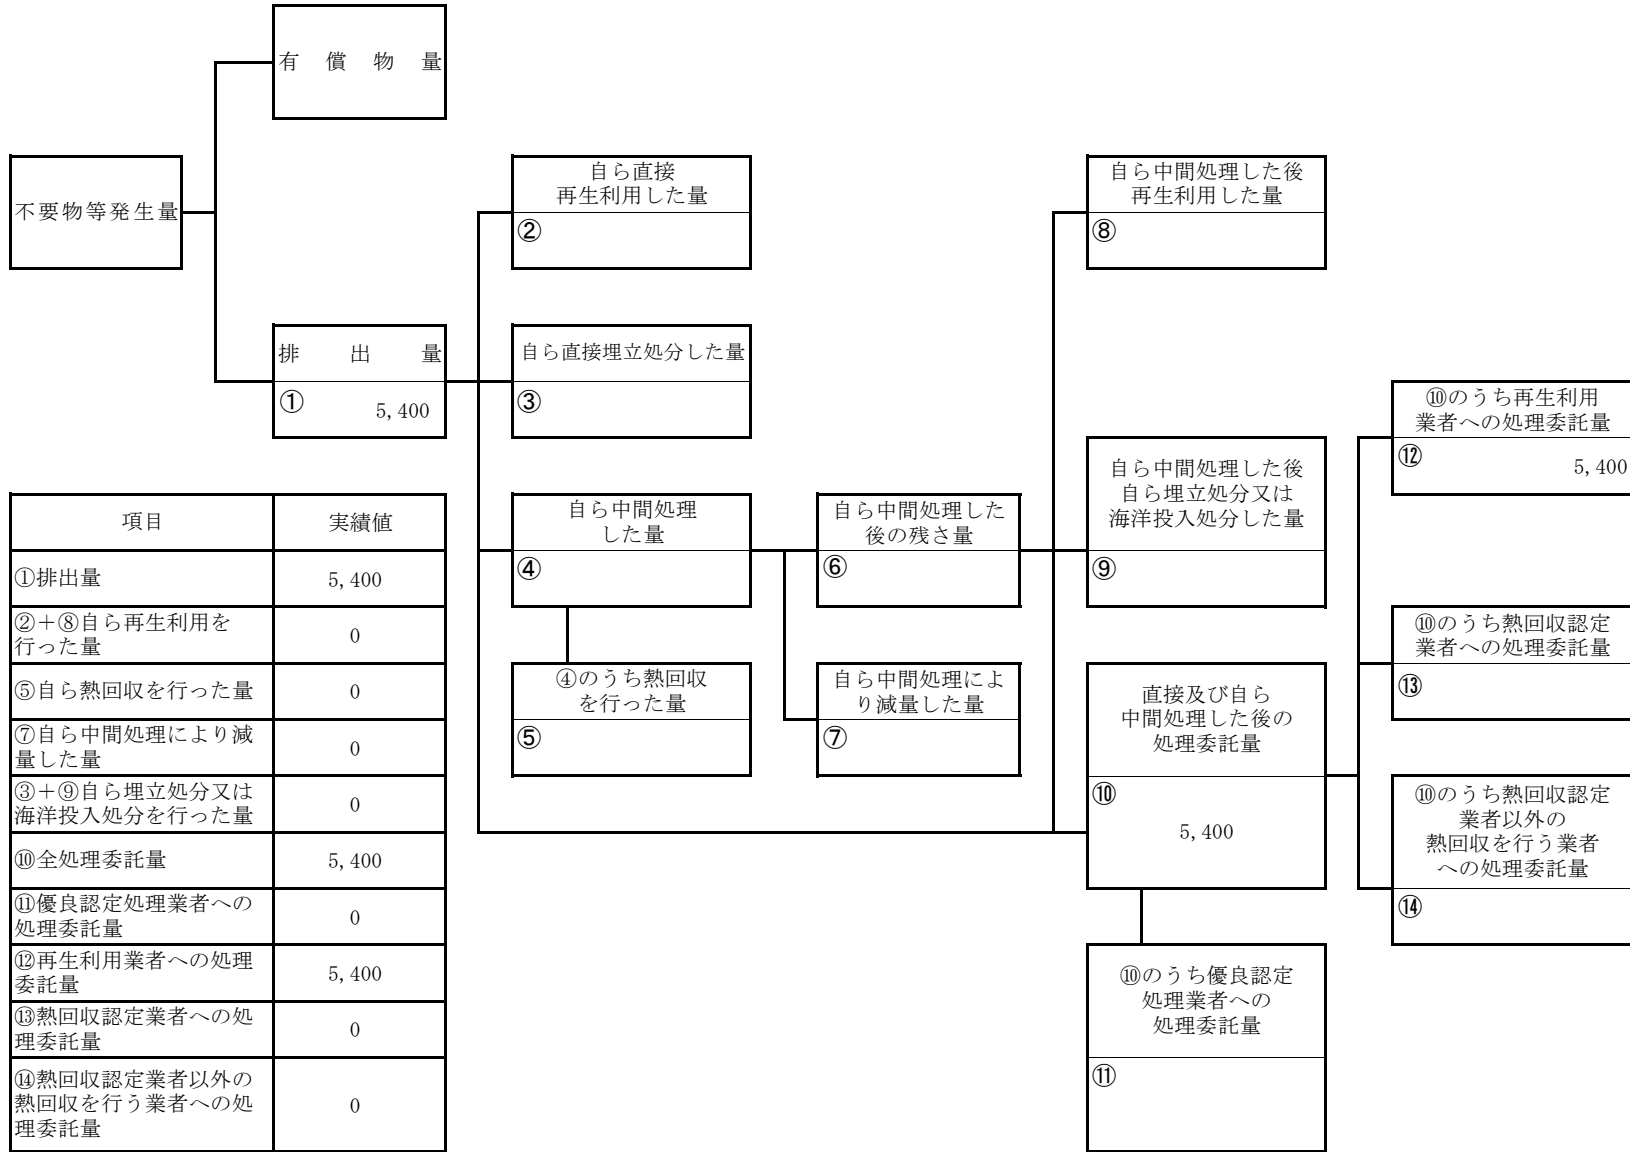 有償物量
不要物等発生量
自ら直接
再生利用した量
②
自ら中間処理した後
再生利用した量
⑧
排出量
①
5,400
自ら直接埋立処分した量
③
⑩のうち再生利用
業者への処理委託量
⑫
5,400
自ら中間処理
した量
④
自ら中間処理した
後の残さ量
⑥
自ら中間処理した後
自ら埋立処分又は
海洋投入処分した量
⑨
④のうち熱回収
を行った量
⑤
自ら中間処理によ
り減量した量
⑦
直接及び自ら
中間処理した後の
処理委託量
⑩
5,400
⑩のうち熱回収認定
業者への処理委託量
⑬
⑩のうち熱回収認定
業者以外の
熱回収を行う業者
への処理委託量
⑭
⑩のうち優良認定
処理業者への
処理委託量
⑪
項目 実績値
①排出量 5,400
②＋⑧自ら再生利用を
行った量 0
⑤自ら熱回収を行った量 0
⑦自ら中間処理により減
量した量 0
③＋⑨自ら埋立処分又は
海洋投入処分を行った量 0
⑩全処理委託量 5,400
⑪優良認定処理業者への
処理委託量 0
⑫再生利用業者への処理
委託量 5,400
⑬熱回収認定業者への処
理委託量 0
⑭熱回収認定業者以外の
熱回収を行う業者への処
理委託量 0